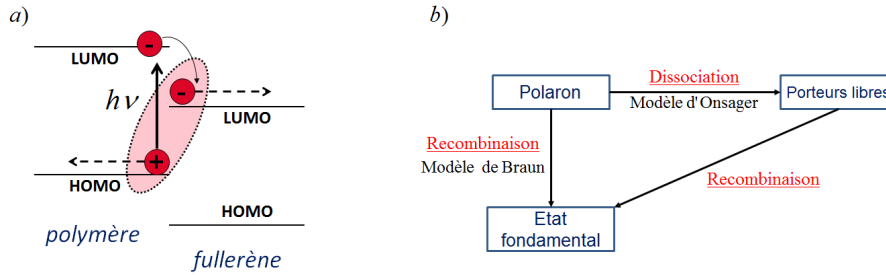 a)
-
LUMO
hν
-
LUMO
+
HOMO
HOMO
polymère
fullerène
b)
Polaron
Dissociation
Modèle d'Onsager
Porteurs libres
Recombinaison
Modèle de Braun
Recombinaison
Etat
fondamental